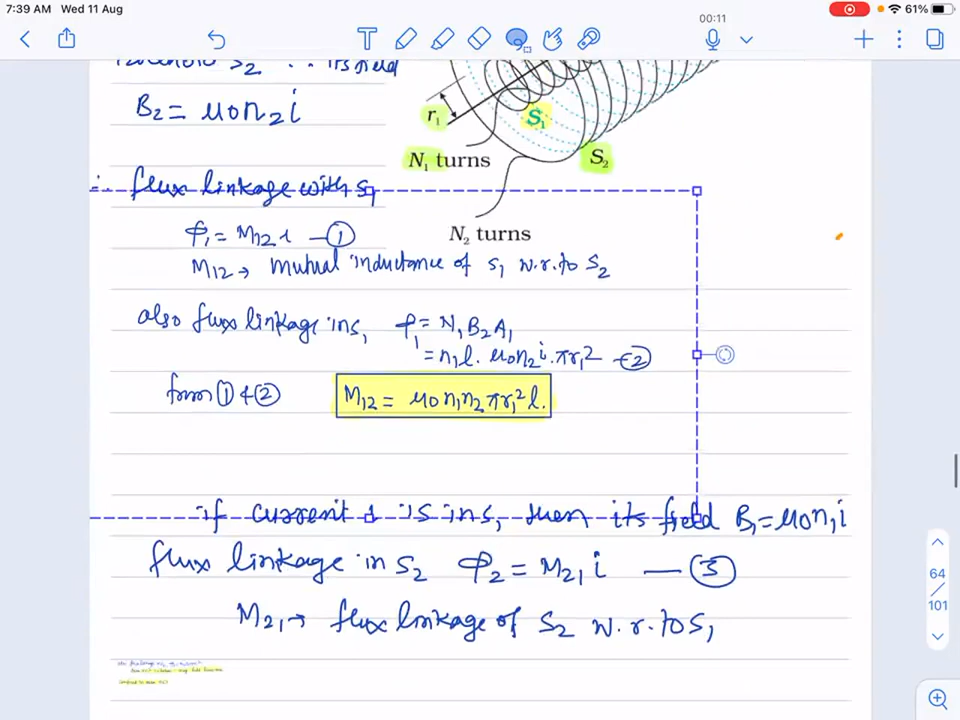 7:39 AM Wed 11 Aug
61%
00:11
T
S2 ∴ its field
B2 = μ0n2i
r1
S1
N1 turns
S2
∴ flux linkage with S1
N2 turns
φ1 = M12 i —①
M12 → mutual inductance of S1 w.r.to S2
also flux linkage in S1 φ1 = N1B2A1
= n1l. μ0n2i.πr1² —②
from ① & ②
M12 = μ0n1n2πr1²l.
if current i is in S1 then its field B1 = μ0n1i
flux linkage in S2 φ2 = M21 i —③
M21 → flux linkage of S2 w.r.to S1
64
/
101